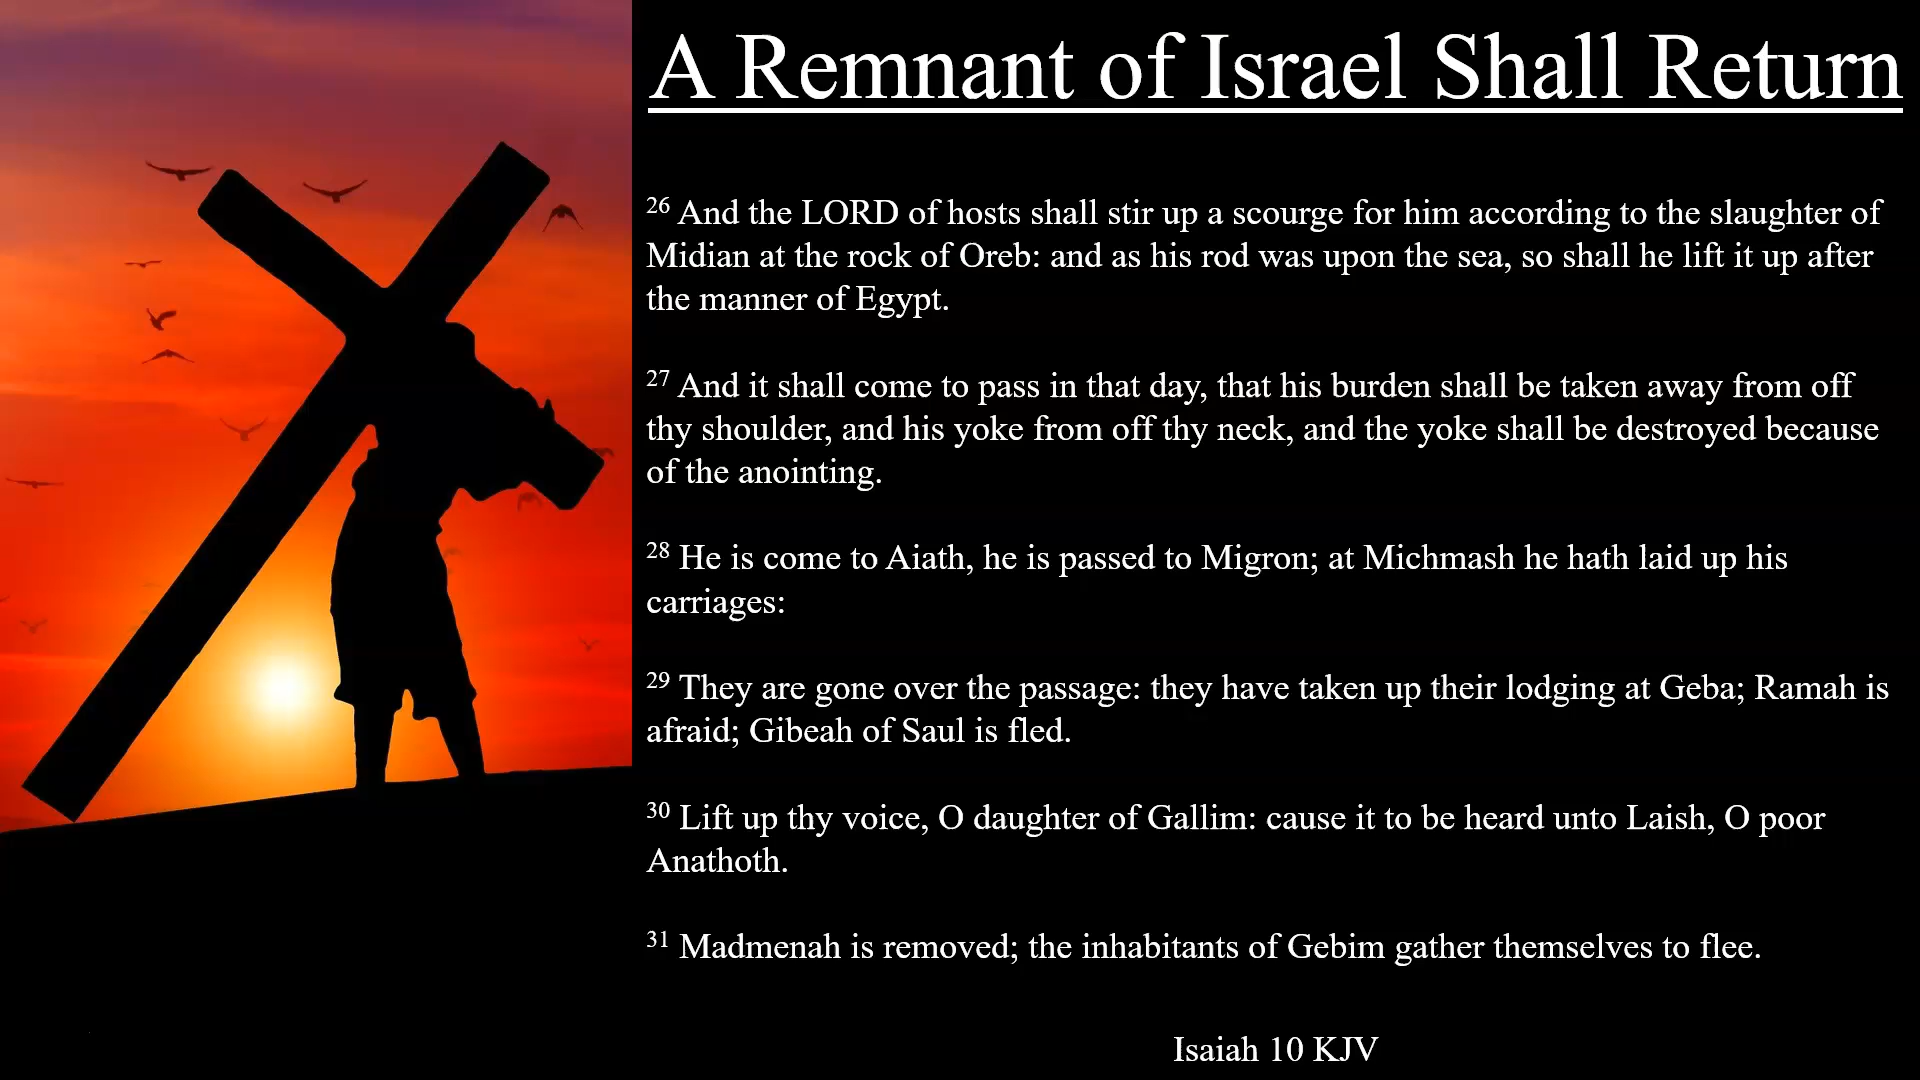 A Remnant of Israel Shall Return
26 And the LORD of hosts shall stir up a scourge for him according to the slaughter of
Midian at the rock of Oreb: and as his rod was upon the sea, so shall he lift it up after
the manner of Egypt.
27 And it shall come to pass in that day, that his burden shall be taken away from off
thy shoulder, and his yoke from off thy neck, and the yoke shall be destroyed because
of the anointing.
28 He is come to Aiath, he is passed to Migron; at Michmash he hath laid up his
carriages:
29 They are gone over the passage: they have taken up their lodging at Geba; Ramah is
afraid; Gibeah of Saul is fled.
30 Lift up thy voice, O daughter of Gallim: cause it to be heard unto Laish, O poor
Anathoth.
31 Madmenah is removed; the inhabitants of Gebim gather themselves to flee.
Isaiah 10 KJV